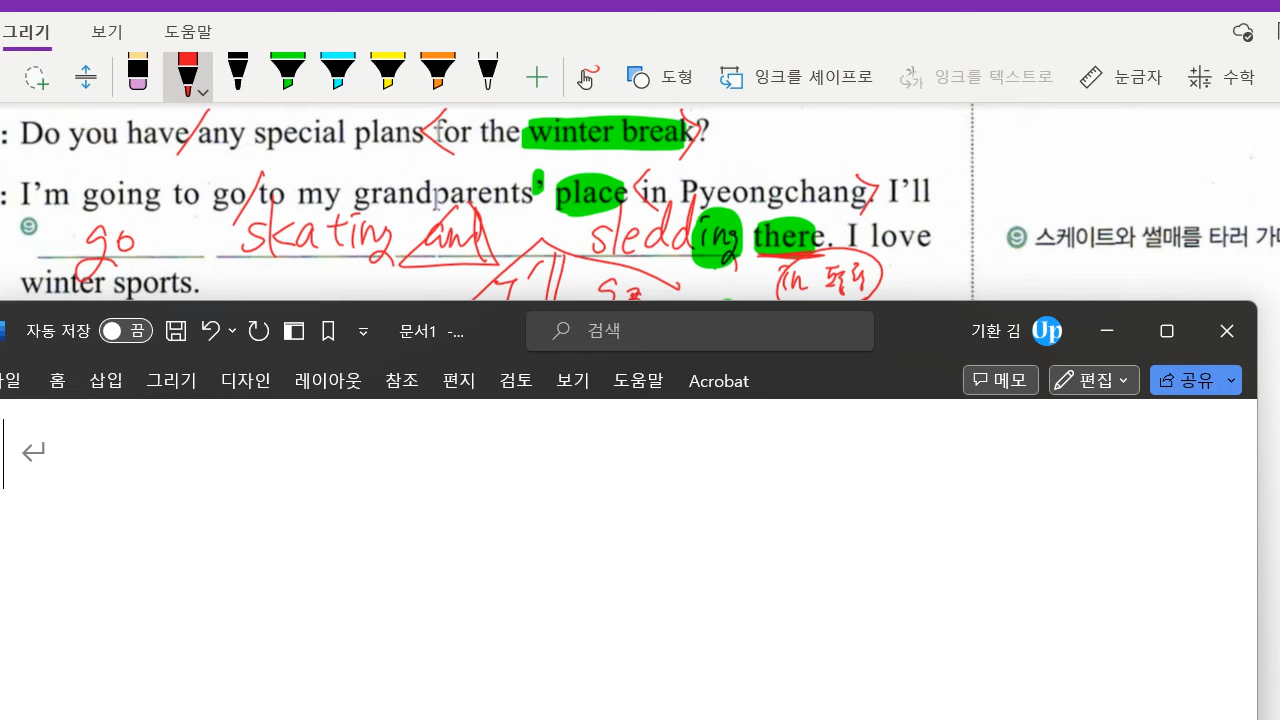 그리기 보기 도움말
도형 잉크를 셰이프로 잉크를 텍스트로 눈금자 수학
: Do you have any special plans for the winter break?
: I'm going to go to my grandparents' place in Pyeongchang. I'll
⑨ go skating and sledding there. I love
⑨ 스케이트와 썰매를 타러 가
winter sports.
자동 저장 끔 문서1 -... 검색 기환 김 Up
홈 삽입 그리기 디자인 레이아웃 참조 편지 검토 보기 도움말 Acrobat 메모 편집 공유